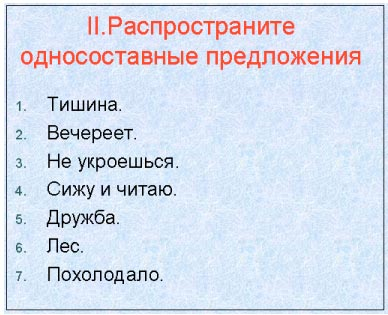 II.Распространите
односоставные предложения
1. Тишина.
2. Вечереет.
3. Не укроешься.
4. Сижу и читаю.
5. Дружба.
6. Лес.
7. Похолодало.